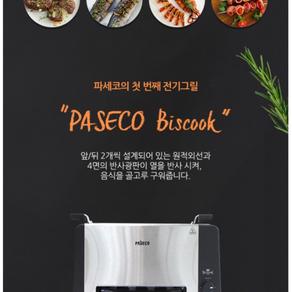 파세코의 첫 번째 전기그릴
"PASECO Biscook"
앞/뒤 2개씩 설계되어 있는 원적외선과
4면의 반사광판이 열을 반사 시켜,
음식을 골고루 구워줍니다.
PASECO